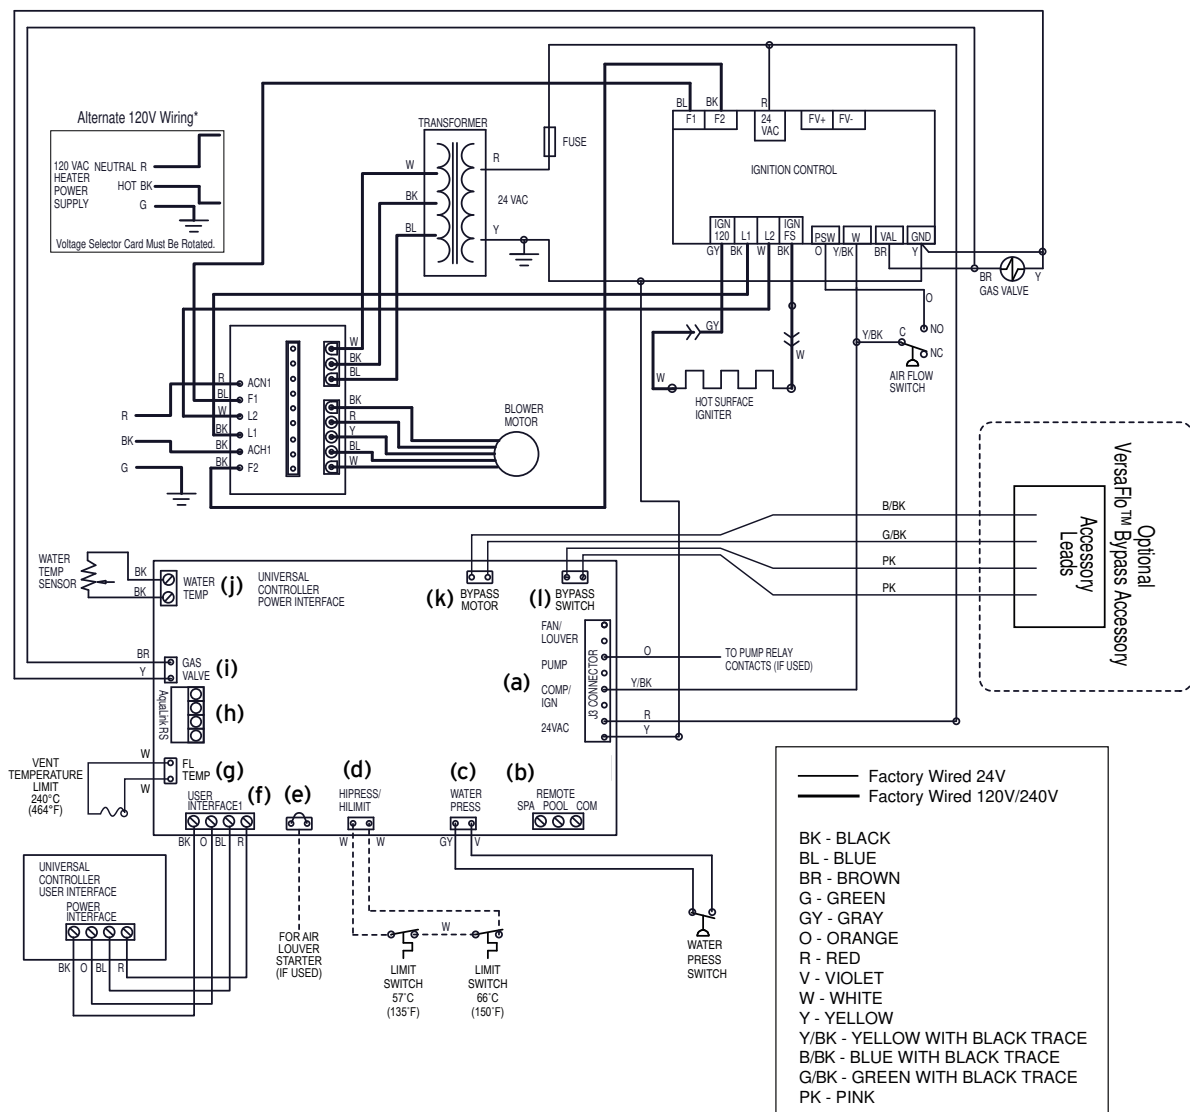 Alternate 120V Wiring*
120 VAC
HEATER
POWER
SUPPLY
NEUTRAL R
HOT BK
G
Voltage Selector Card Must Be Rotated.
TRANSFORMER
W
BK
BL
R
24 VAC
Y
FUSE
BL
BK
R
F1
F2
24
VAC
FV+
FV-
IGNITION CONTROL
IGN
120
L1
L2
IGN
FS
PSW
W
VAL
GND
GY
BK
W
BK
O
Y/BK
BR
Y
BR
Y
GAS VALVE
O
NO
Y/BK
C
NC
AIR FLOW
SWITCH
GY
W
W
HOT SURFACE
IGNITER
R
BK
G
R
BL
W
BK
BK
BK
ACN1
F1
L2
L1
ACH1
F2
W
BK
BL
BK
R
Y
BL
W
BLOWER
MOTOR
B/BK
G/BK
PK
PK
Accessory
Leads
Optional
VersaFlo™ Bypass Accessory
WATER
TEMP
SENSOR
BK
BK
WATER
TEMP
(j)
UNIVERSAL
CONTROLLER
POWER INTERFACE
(k)
BYPASS
MOTOR
(l)
BYPASS
SWITCH
FAN/
LOUVER
PUMP
COMP/
IGN
24VAC
J3 CONNECTOR
(a)
O
TO PUMP RELAY
CONTACTS (IF USED)
Y/BK
R
Y
BR
Y
GAS
VALVE
(i)
AquaLink RS
(h)
VENT
TEMPERATURE
LIMIT
240°C
(464°F)
W
W
FL
TEMP
(g)
USER
INTERFACE1
(f)
(e)
(d)
HIPRESS/
HILIMIT
(c)
WATER
PRESS
(b)
REMOTE
SPA POOL COM
BK O BL R
W W
GY V
UNIVERSAL
CONTROLLER
USER INTERFACE
POWER
INTERFACE
BK O BL R
FOR AIR
LOUVER
STARTER
(IF USED)
W
LIMIT
SWITCH
57°C
(135°F)
LIMIT
SWITCH
66°C
(150°F)
WATER
PRESS
SWITCH
Factory Wired 24V
Factory Wired 120V/240V
BK - BLACK
BL - BLUE
BR - BROWN
G - GREEN
GY - GRAY
O - ORANGE
R - RED
V - VIOLET
W - WHITE
Y - YELLOW
Y/BK - YELLOW WITH BLACK TRACE
B/BK - BLUE WITH BLACK TRACE
G/BK - GREEN WITH BLACK TRACE
PK - PINK